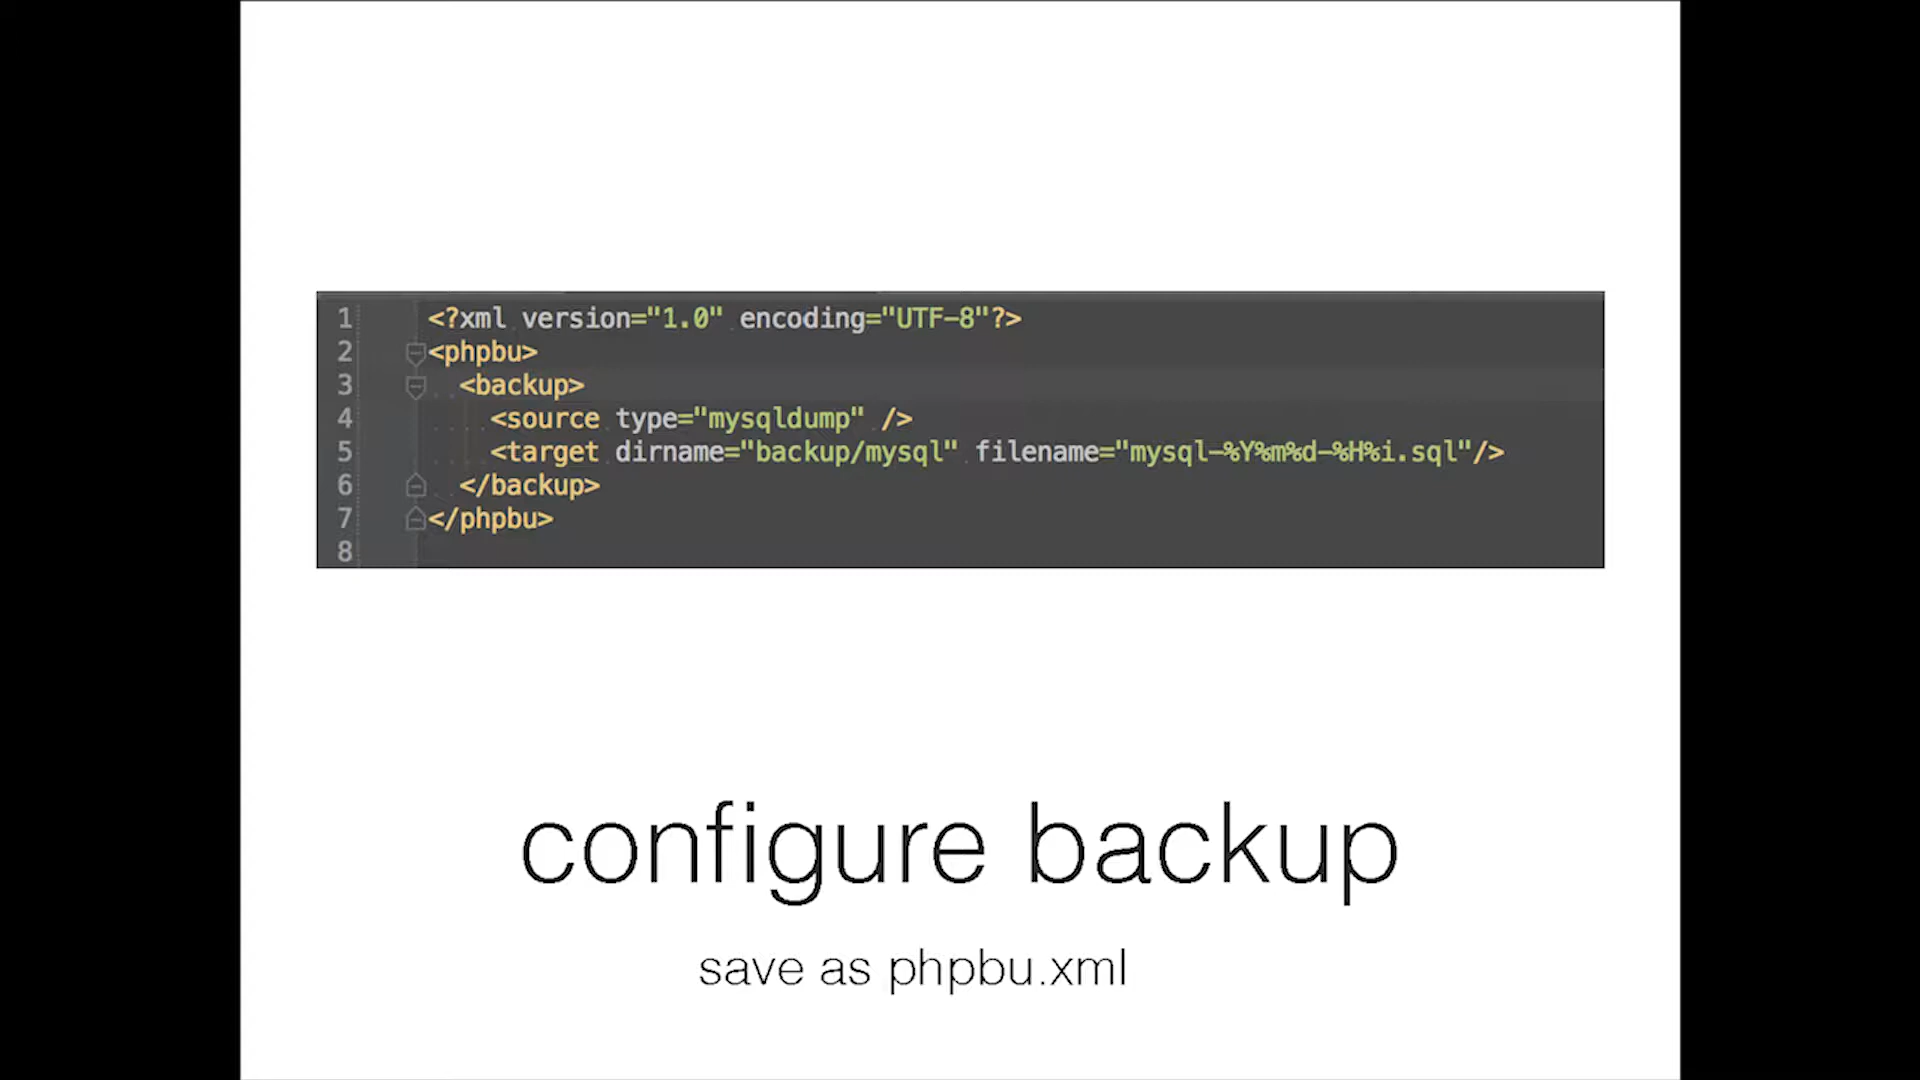 1 <?xml version="1.0" encoding="UTF-8"?>
2 <phpbu>
3 <backup>
4 <source type="mysqldump" />
5 <target dirname="backup/mysql" filename="mysql-%Y%m%d-%H%i.sql"/>
6 </backup>
7 </phpbu>
8
configure backup
save as phpbu.xml